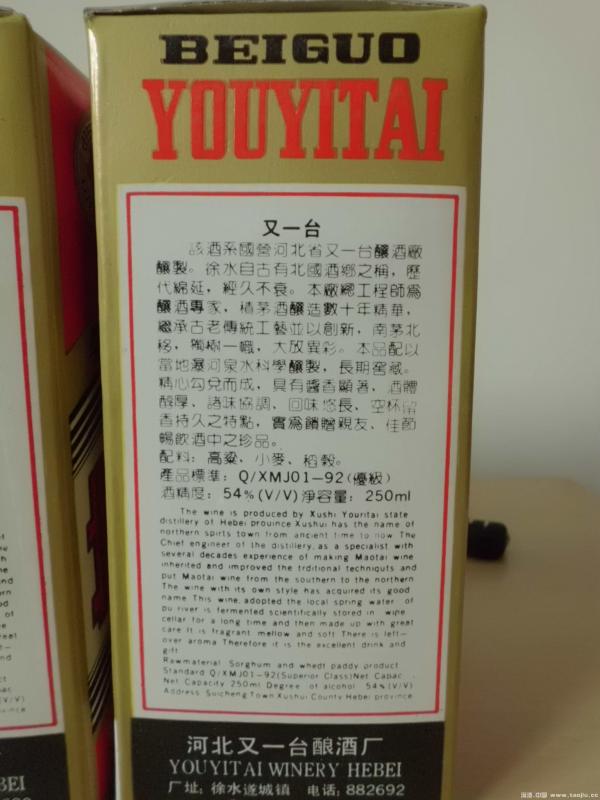 BEIGUO
YOUYITAI
又一台
該酒系國營河北省又一台釀酒廠
釀製。徐水自古有北國酒鄉之稱，歷
代綿延，經久不衰。本廠總工程師爲
釀酒專家，積茅酒釀造數十年精華，
繼承古老傳統工藝並以創新，南茅北
移，獨樹一幟，大放異彩。本品配以
當地瀑河泉水科學釀製，長期窖藏。
精心勾兌而成，具有醬香顯著，酒體
醇厚，諸味協調，回味悠長，空杯留
香持久之特點，實爲饋贈親友、佳節
暢飲酒中之珍品。
配料：高粱、小麥、稻穀。
產品標準：Q/XMJ01-92(優級)
酒精度：54%(V/V)淨容量：250ml
The wine is produced by Xushi Youritai state
distillery of Hebei province Xushui has the name of
northern spirts town from ancient time to now The
Chief engineer of the distillery, as a specialist with
several decades experience of making Maotai wine
inherited and improved the trditional techniquts and
put Maotai wine from the southern to the northern
The wine with its own style has acquired its good
name This wine, adopted the local spring water of
pu river is fermented scientifically stored in wipe
cellar for a long time and then made up with great
care It is fragrant mellow and soft There is left-
over aroma Therefore it is the excellent drink and
gift
Rawmaterial Sorghum and whedt paddy product
Standard Q/XMJ01-92(Superior Class)Net Capac
Net Capacity 250ml Degree of alcohol 54%(V/V)
Address Suicheng Town Xushui County Hebei province
河北又一台酿酒厂
YOUYITAI WINERY HEBEI
厂址：徐水遂城镇 电话：882692
EBEI